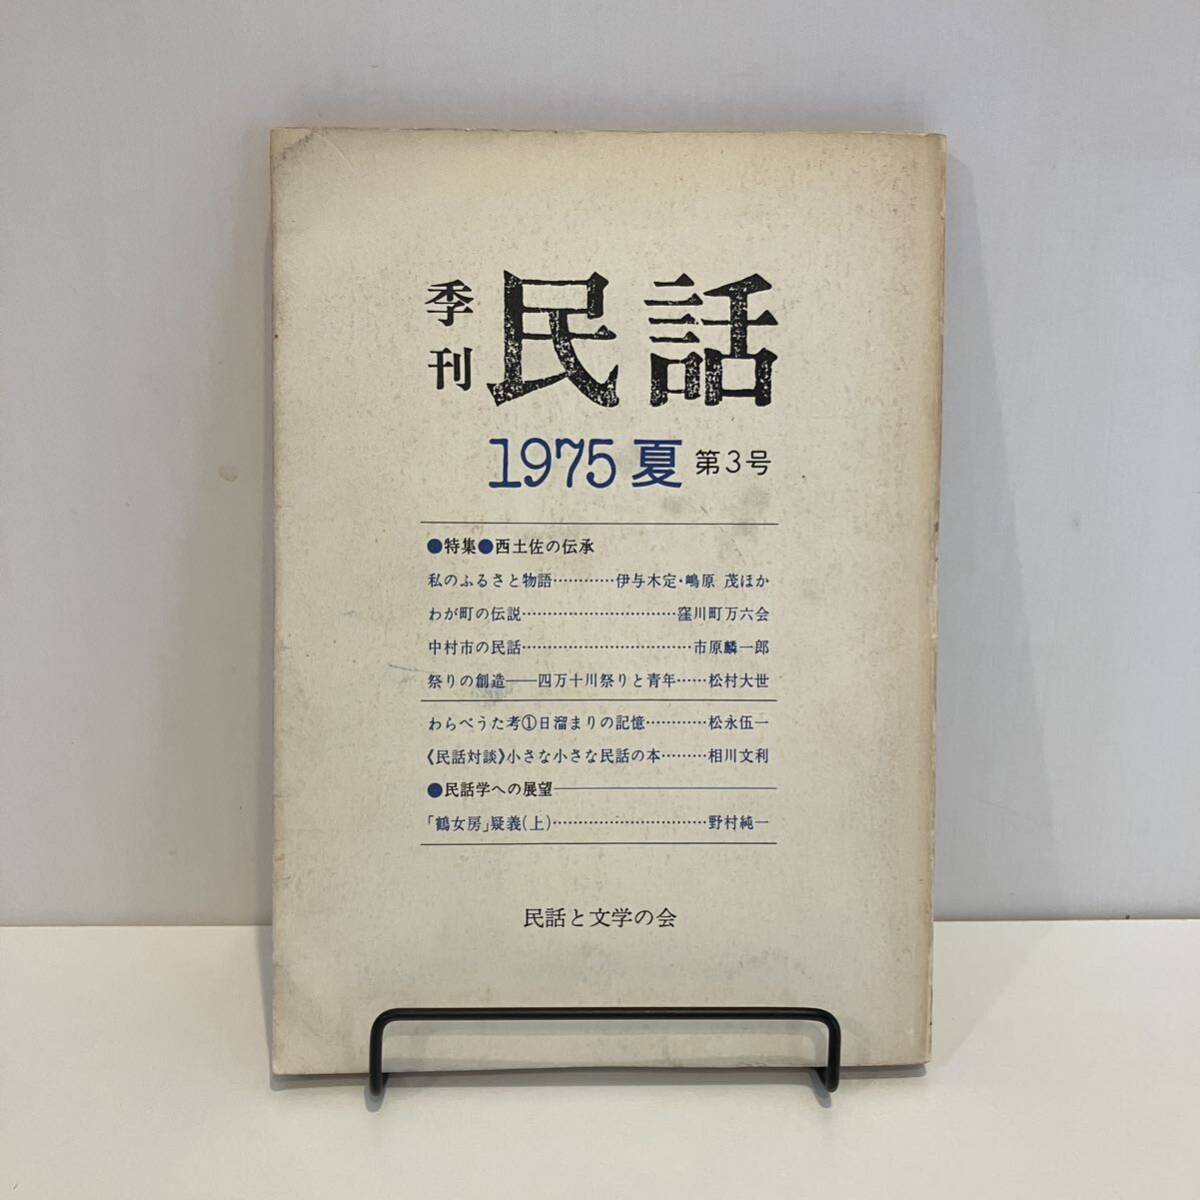 季刊 民話
1975 夏 第3号
●特集●西土佐の伝承
私のふるさと物語…………伊与木定・嶋原 茂ほか
わが町の伝説…………………………窪川町万六会
中村市の民話……………………………市原麟一郎
祭りの創造――四万十川祭りと青年……松村大世
わらべうた考①日溜まりの記憶…………松永伍一
《民話対談》小さな小さな民話の本………相川文利
●民話学への展望
「鶴女房」疑義(上)…………………………野村純一
民話と文学の会